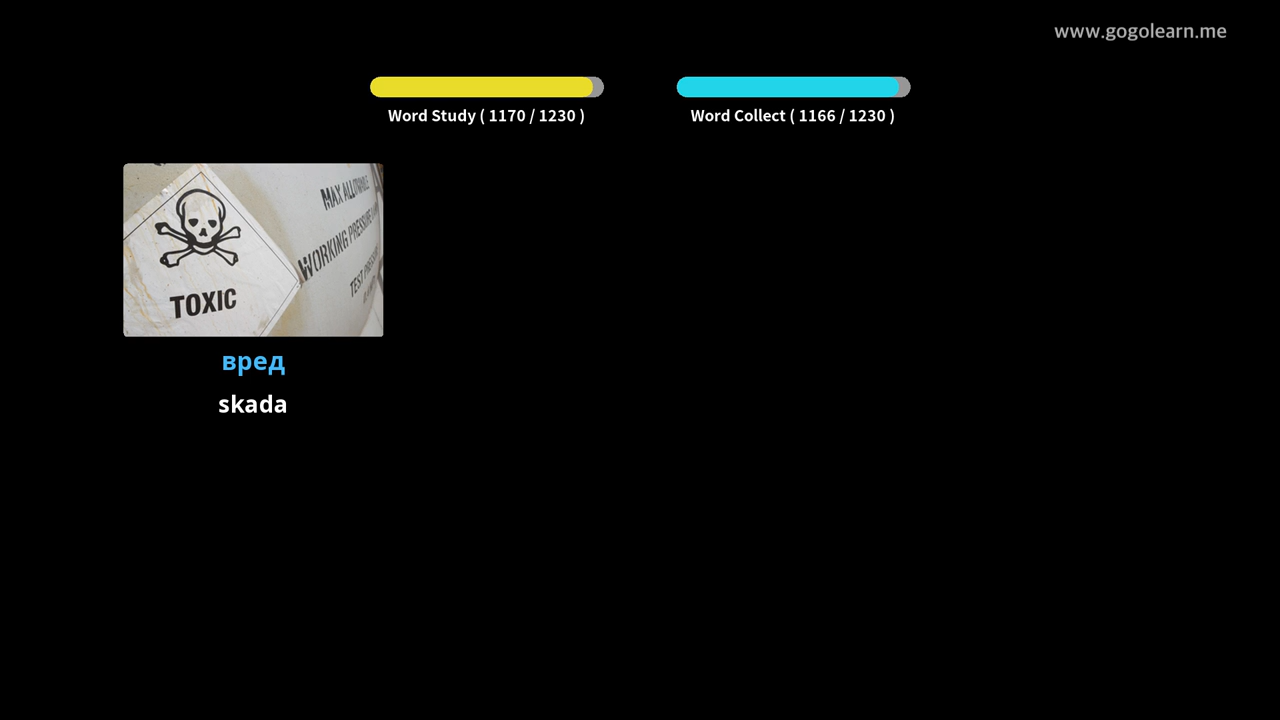 www.gogolearn.me
Word Study ( 1170 / 1230 )
Word Collect ( 1166 / 1230 )
MAX ALLOWABLE
WORKING PRESSURE
TEST
TOXIC
вред
skada